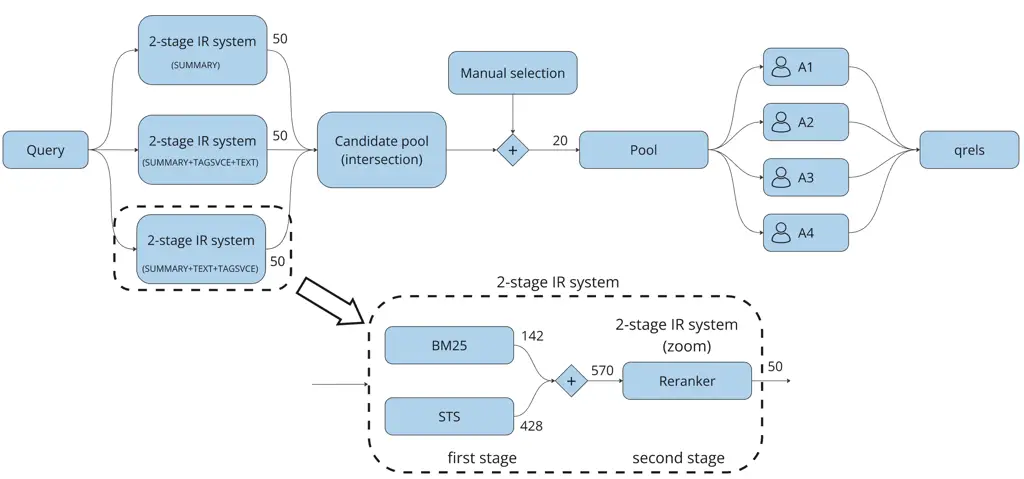 Query
2-stage IR system
(SUMMARY)
50
2-stage IR system
(SUMMARY+TAGSVCE+TEXT)
50
2-stage IR system
(SUMMARY+TEXT+TAGSVCE)
50
Candidate pool
(intersection)
Manual selection
+
20
Pool
A1
A2
A3
A4
qrels
2-stage IR system
BM25
142
STS
428
+
570
2-stage IR system
(zoom)
Reranker
50
first stage
second stage